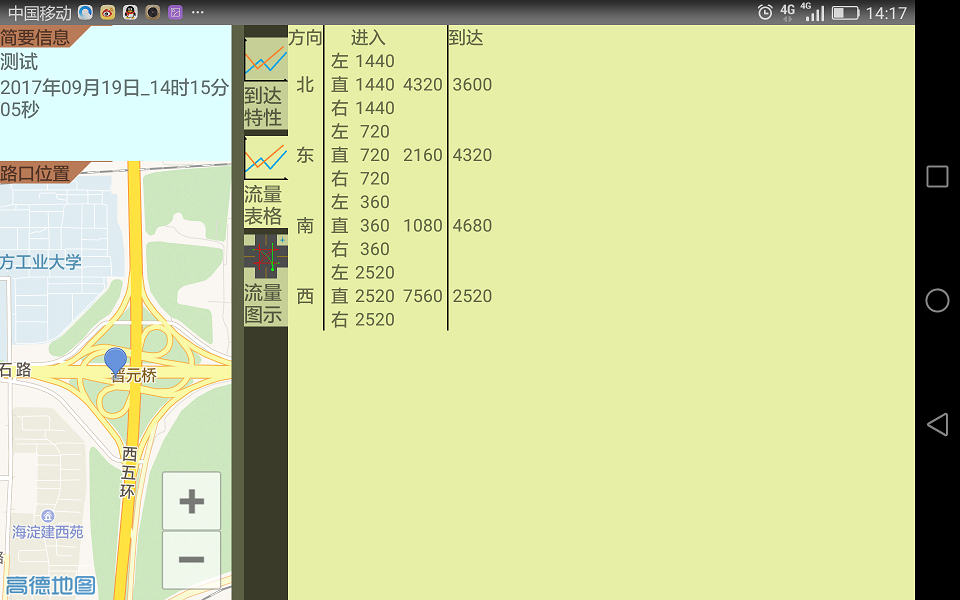 中国移动
4G
4G
14:17
简要信息
测试
2017年09月19日_14时15分
05秒
路口位置
方工业大学
石路
晋元桥
西五环
海淀建西苑
高德地图
到达
特性
流量
表格
流量
图示
方向 进入 到达
左 1440
北 直 1440 4320 3600
右 1440
左 720
东 直 720 2160 4320
右 720
左 360
南 直 360 1080 4680
右 360
左 2520
西 直 2520 7560 2520
右 2520